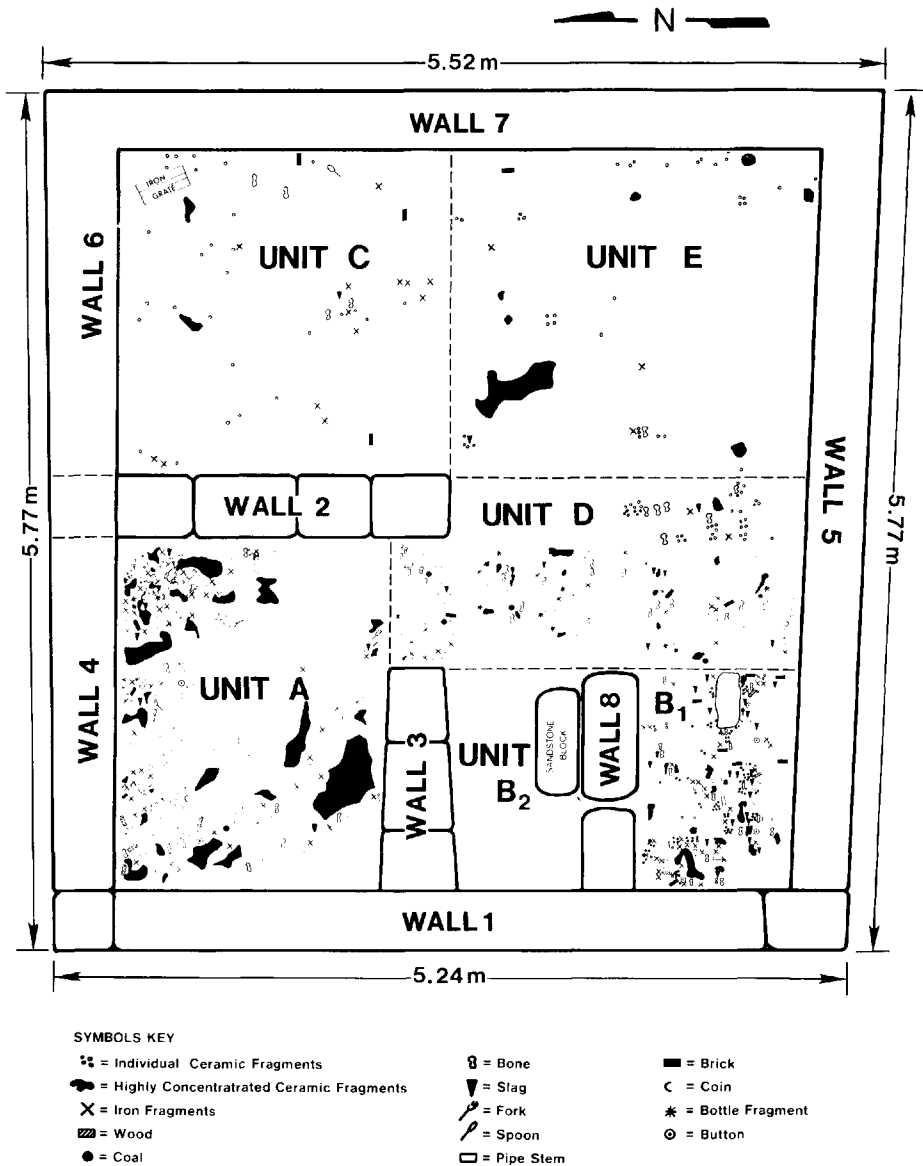 N
5.52 m
WALL 7
IRON
GRATE
UNIT C
UNIT E
WALL 6
5.77 m
WALL 2
UNIT D
WALL 5
5.77 m
WALL 4
UNIT A
WALL 3
UNIT
B2
SANDSTONE
BLOCK
WALL 8
B1
WALL 1
5.24 m
SYMBOLS KEY
= Individual Ceramic Fragments
= Highly Concentratrated Ceramic Fragments
= Iron Fragments
= Wood
= Coal
= Bone
= Slag
= Fork
= Spoon
= Pipe Stem
= Brick
= Coin
= Bottle Fragment
= Button